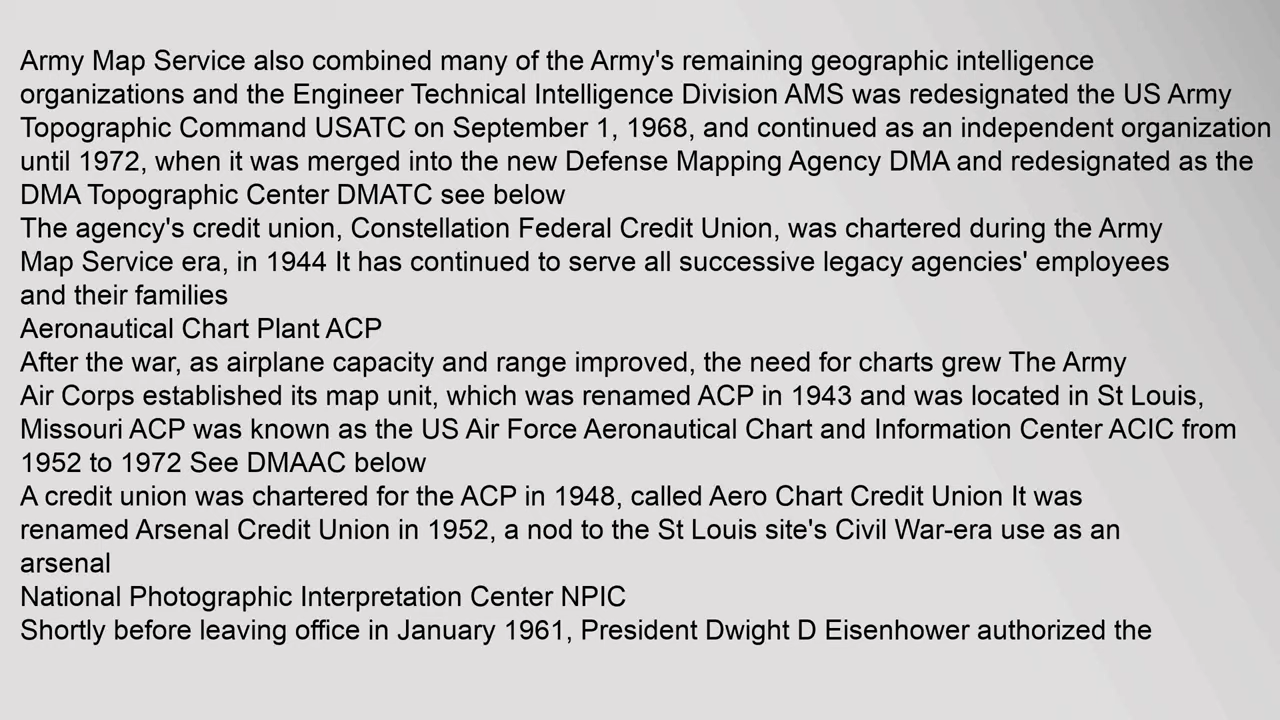 Army Map Service also combined many of the Army's remaining geographic intelligence
organizations and the Engineer Technical Intelligence Division AMS was redesignated the US Army
Topographic Command USATC on September 1, 1968, and continued as an independent organization
until 1972, when it was merged into the new Defense Mapping Agency DMA and redesignated as the
DMA Topographic Center DMATC see below
The agency's credit union, Constellation Federal Credit Union, was chartered during the Army
Map Service era, in 1944 It has continued to serve all successive legacy agencies' employees
and their families
Aeronautical Chart Plant ACP
After the war, as airplane capacity and range improved, the need for charts grew The Army
Air Corps established its map unit, which was renamed ACP in 1943 and was located in St Louis,
Missouri ACP was known as the US Air Force Aeronautical Chart and Information Center ACIC from
1952 to 1972 See DMAAC below
A credit union was chartered for the ACP in 1948, called Aero Chart Credit Union It was
renamed Arsenal Credit Union in 1952, a nod to the St Louis site's Civil War-era use as an
arsenal
National Photographic Interpretation Center NPIC
Shortly before leaving office in January 1961, President Dwight D Eisenhower authorized the